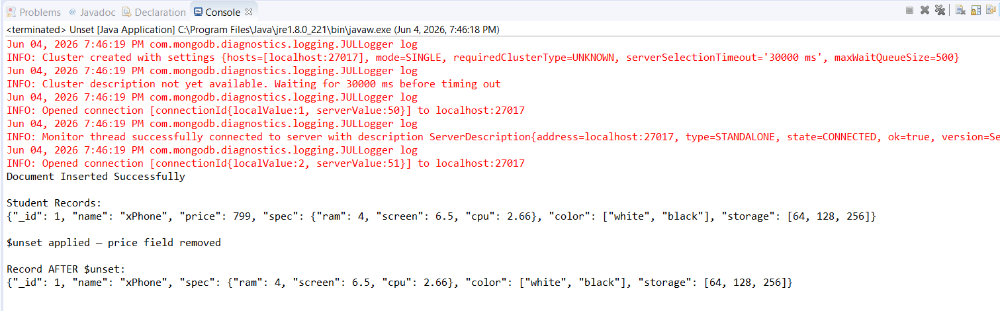 Problems @ Javadoc Declaration Console
<terminated> Unset [Java Application] C:\Program Files\Java\jre1.8.0_221\bin\javaw.exe (Jun 4, 2026, 7:46:18 PM)
Jun 04, 2026 7:46:19 PM com.mongodb.diagnostics.logging.JULLogger log
INFO: Cluster created with settings {hosts=[localhost:27017], mode=SINGLE, requiredClusterType=UNKNOWN, serverSelectionTimeout='30000 ms', maxWaitQueueSize=500}
Jun 04, 2026 7:46:19 PM com.mongodb.diagnostics.logging.JULLogger log
INFO: Cluster description not yet available. Waiting for 30000 ms before timing out
Jun 04, 2026 7:46:19 PM com.mongodb.diagnostics.logging.JULLogger log
INFO: Opened connection [connectionId{localValue:1, serverValue:50}] to localhost:27017
Jun 04, 2026 7:46:19 PM com.mongodb.diagnostics.logging.JULLogger log
INFO: Monitor thread successfully connected to server with description ServerDescription{address=localhost:27017, type=STANDALONE, state=CONNECTED, ok=true, version=Se
Jun 04, 2026 7:46:19 PM com.mongodb.diagnostics.logging.JULLogger log
INFO: Opened connection [connectionId{localValue:2, serverValue:51}] to localhost:27017
Document Inserted Successfully
Student Records:
{"_id": 1, "name": "xPhone", "price": 799, "spec": {"ram": 4, "screen": 6.5, "cpu": 2.66}, "color": ["white", "black"], "storage": [64, 128, 256]}
$unset applied — price field removed
Record AFTER $unset:
{"_id": 1, "name": "xPhone", "spec": {"ram": 4, "screen": 6.5, "cpu": 2.66}, "color": ["white", "black"], "storage": [64, 128, 256]}